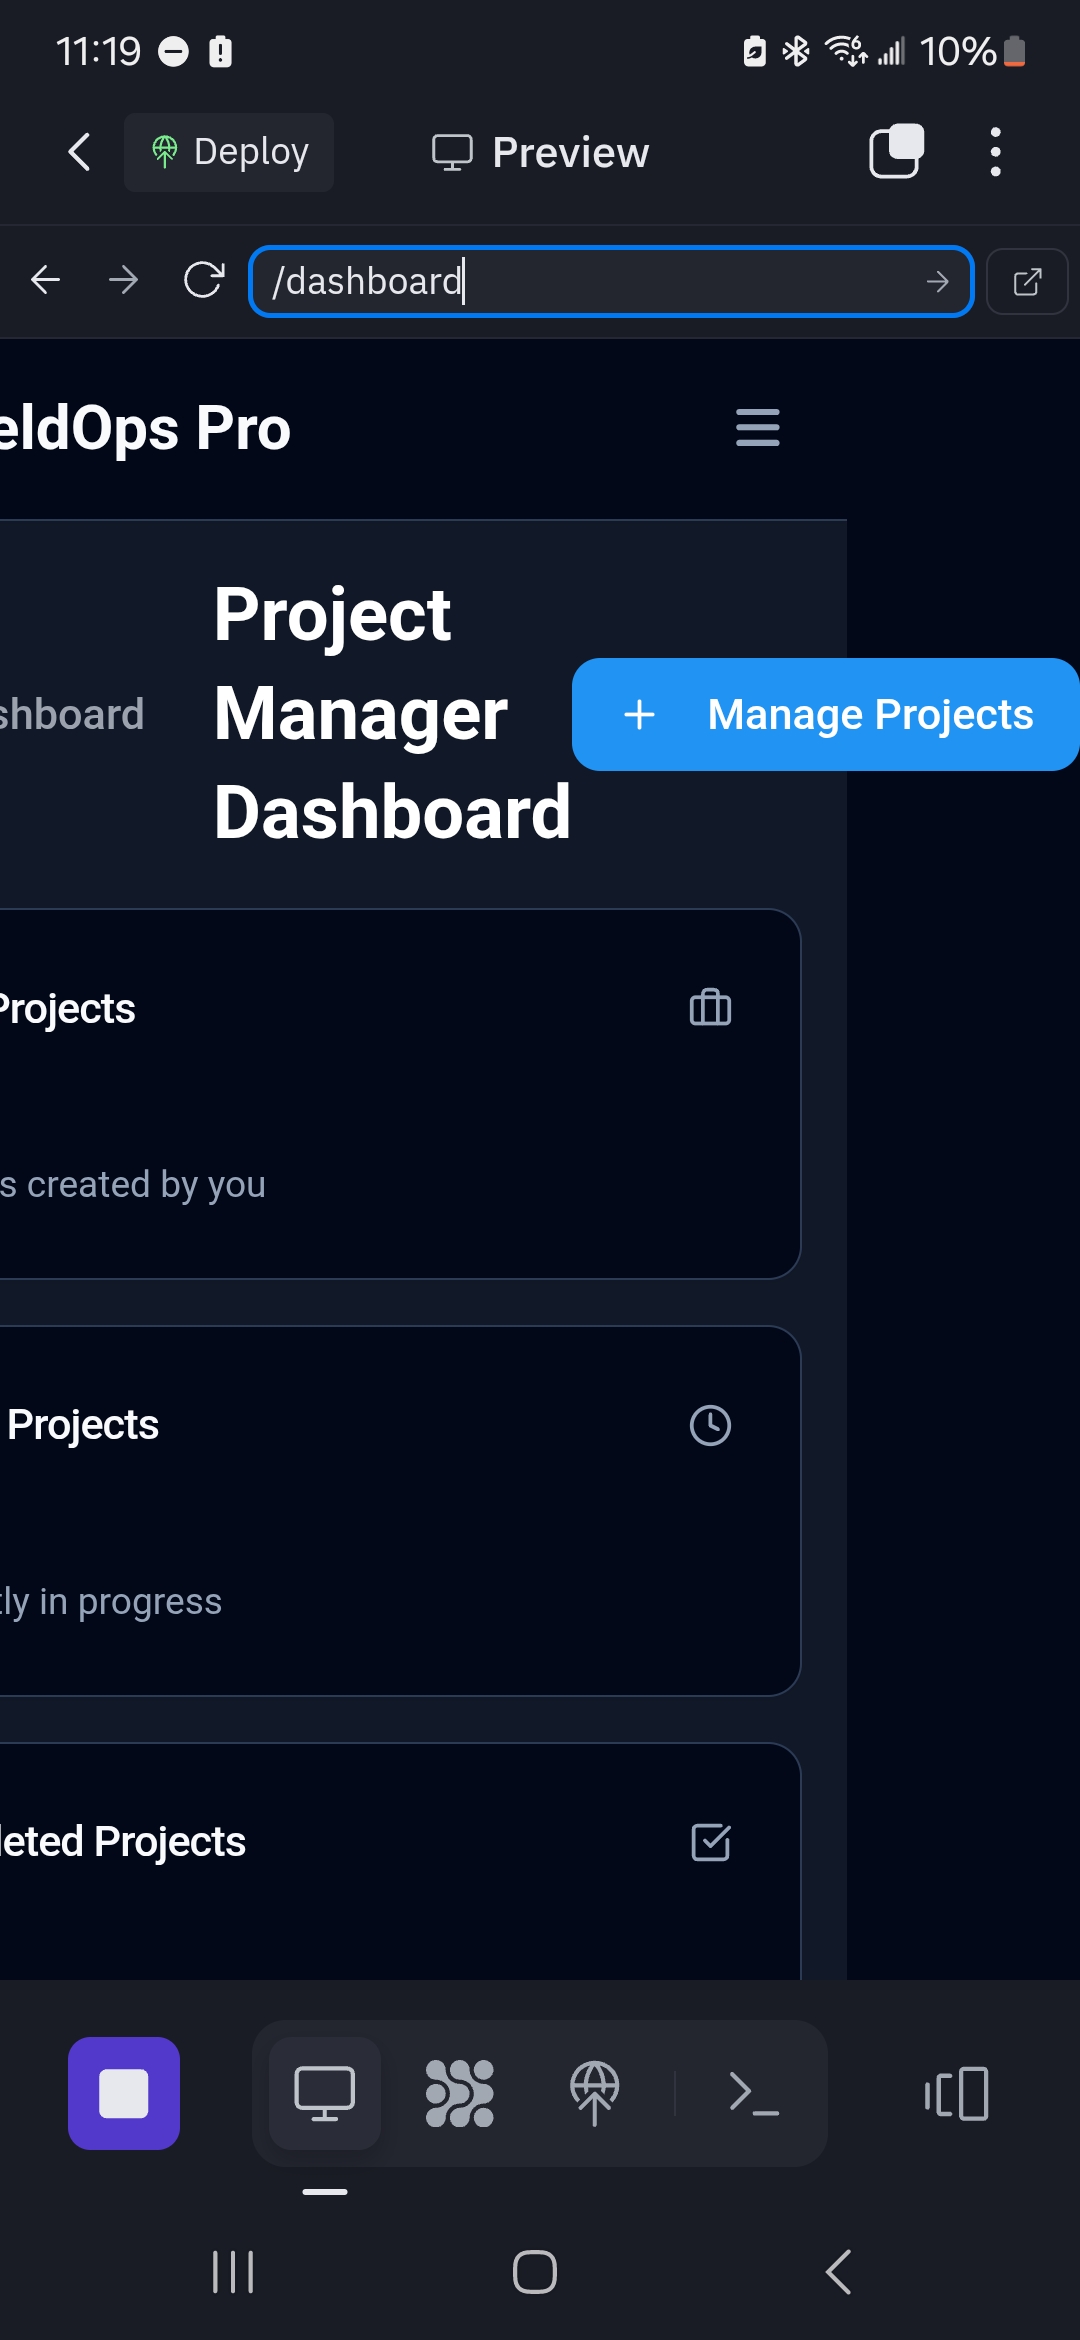 11:19 10%
Deploy Preview
/dashboard
eldOps Pro
Project
Manager
Dashboard
shboard
Manage Projects
Projects
s created by you
Projects
tly in progress
leted Projects